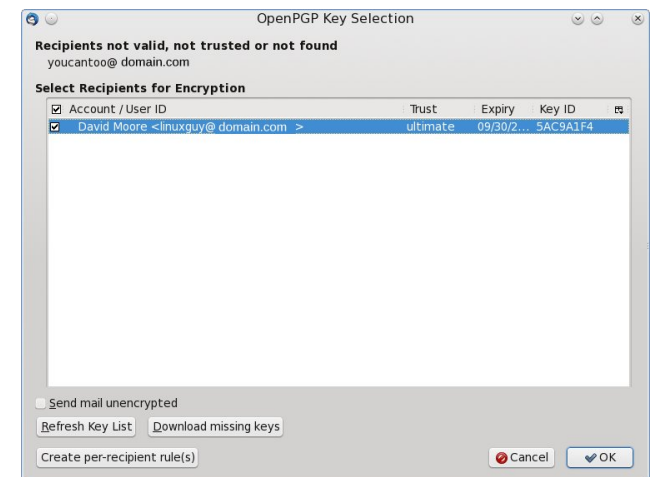 OpenPGP Key Selection
Recipients not valid, not trusted or not found
youcantoo@ domain.com
Select Recipients for Encryption
Account / User ID Trust Expiry Key ID
David Moore <linuxguy@ domain.com > ultimate 09/30/2... 5AC9A1F4
Send mail unencrypted
Refresh Key List Download missing keys
Create per-recipient rule(s) Cancel OK